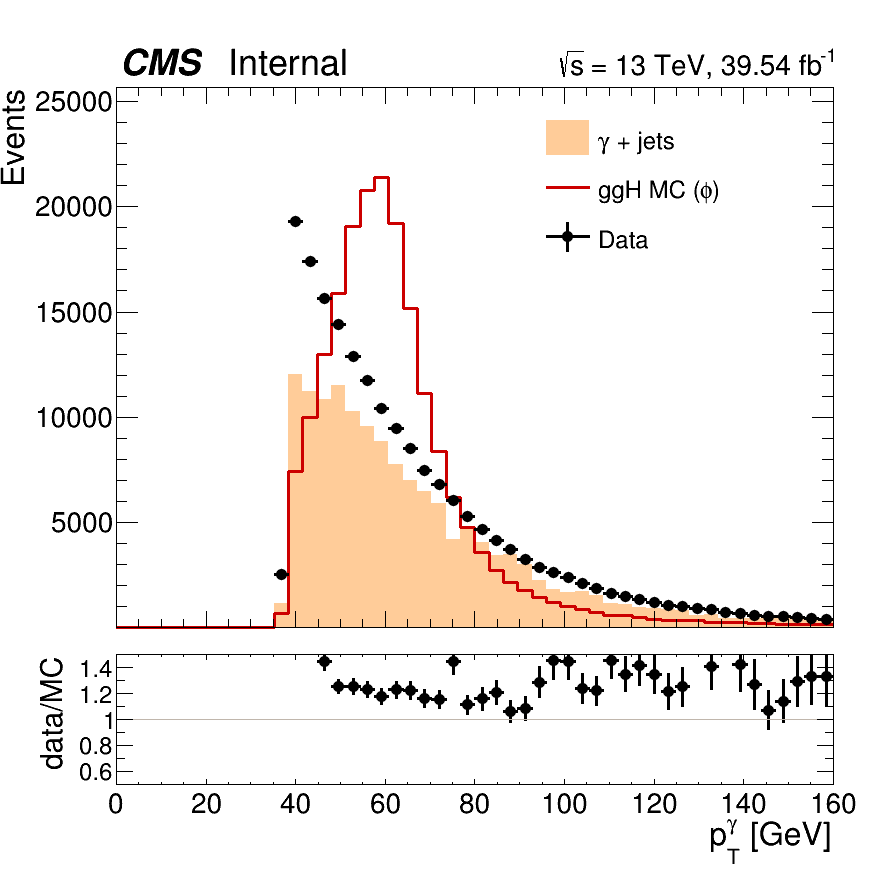 CMS Internal √s = 13 TeV, 39.54 fb⁻¹
Events
25000
20000
15000
10000
5000
γ + jets
ggH MC (ϕ)
Data
data/MC
1.4
1.2
1
0.8
0.6
0 20 40 60 80 100 120 140 160
p_T^γ [GeV]